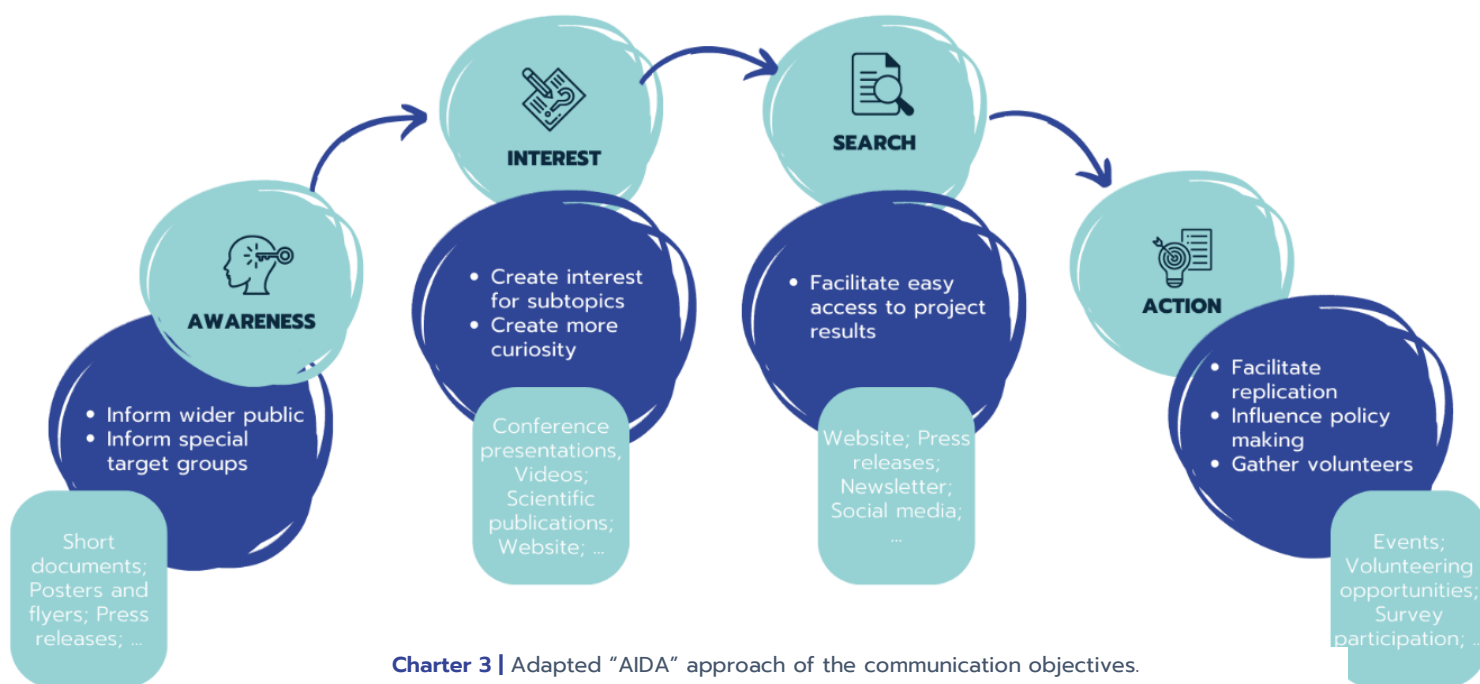 AWARENESS
• Inform wider public
• Inform special
target groups
Short
documents;
Posters and
flyers; Press
releases; ...
INTEREST
• Create interest
for subtopics
• Create more
curiosity
Conference
presentations,
Videos;
Scientific
publications;
Website; ...
SEARCH
• Facilitate easy
access to project
results
Website; Press
releases;
Newsletter;
Social media;
...
ACTION
• Facilitate
replication
• Influence policy
making
• Gather volunteers
Events;
Volunteering
opportunities;
Survey
participation; ...
Charter 3 | Adapted “AIDA” approach of the communication objectives.